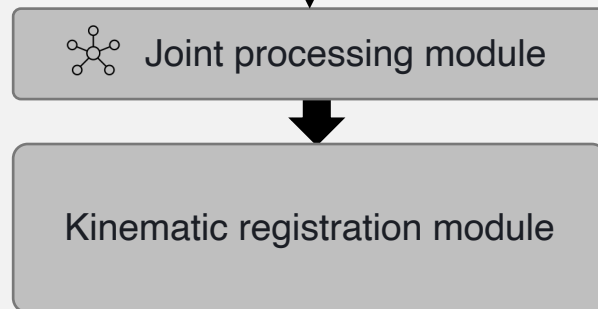 Joint processing module
Kinematic registration module